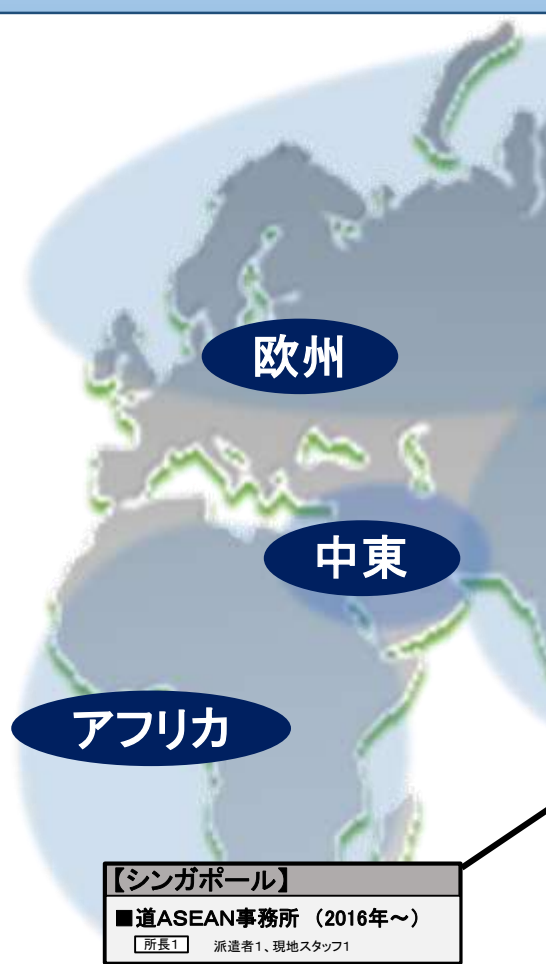 欧州
中東
アフリカ
【シンガポール】
■道ASEAN事務所 （2016年～）
所長1 派遣者1、現地スタッフ1